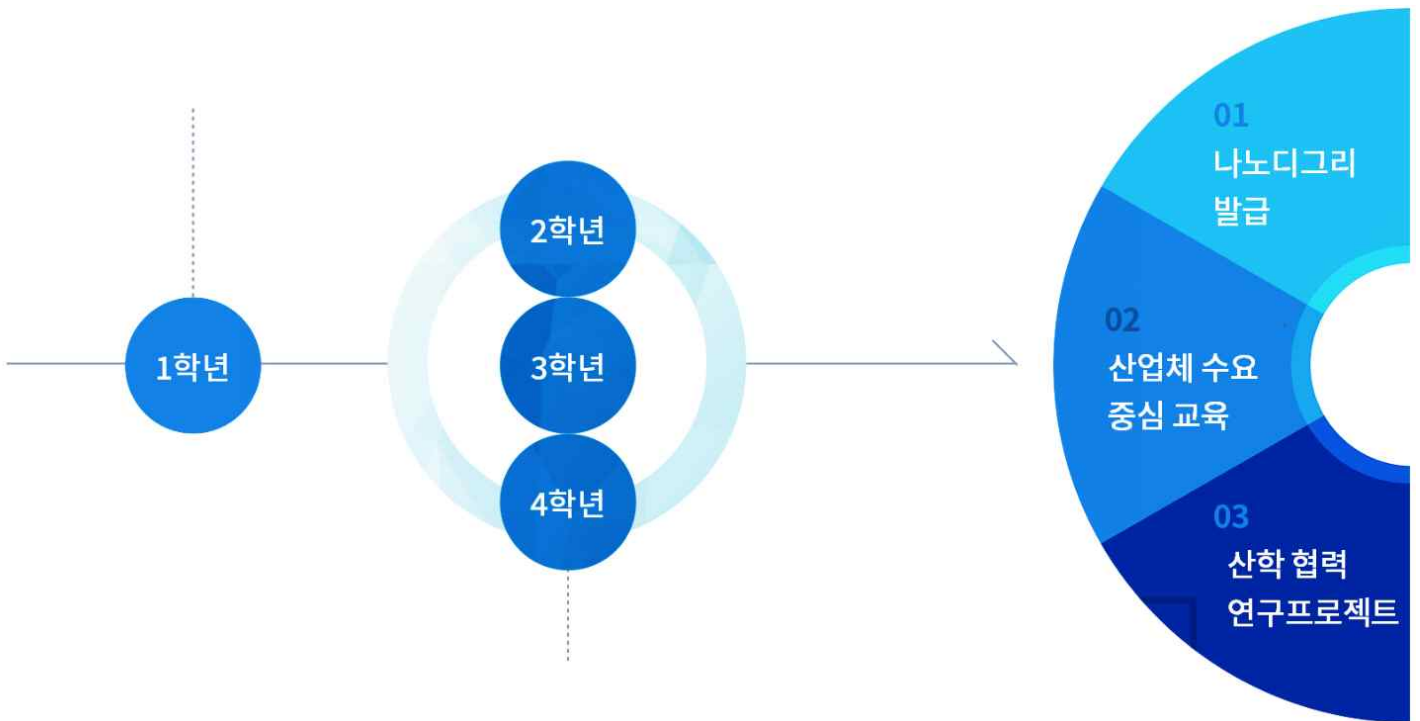 1학년
2학년
3학년
4학년
01
나노디그리
발급
02
산업체 수요
중심 교육
03
산학 협력
연구프로젝트